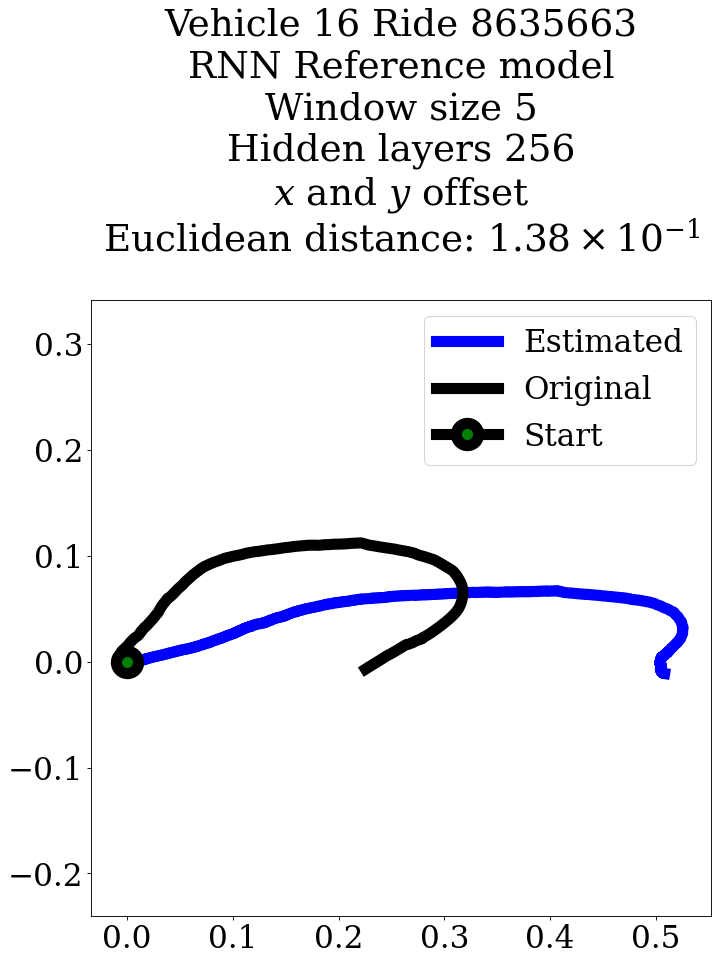 Vehicle 16 Ride 8635663
RNN Reference model
Window size 5
Hidden layers 256
x and y offset
Euclidean distance: 1.38 × 10⁻¹
Estimated
Original
Start
0.3
0.2
0.1
0.0
−0.1
−0.2
0.0 0.1 0.2 0.3 0.4 0.5